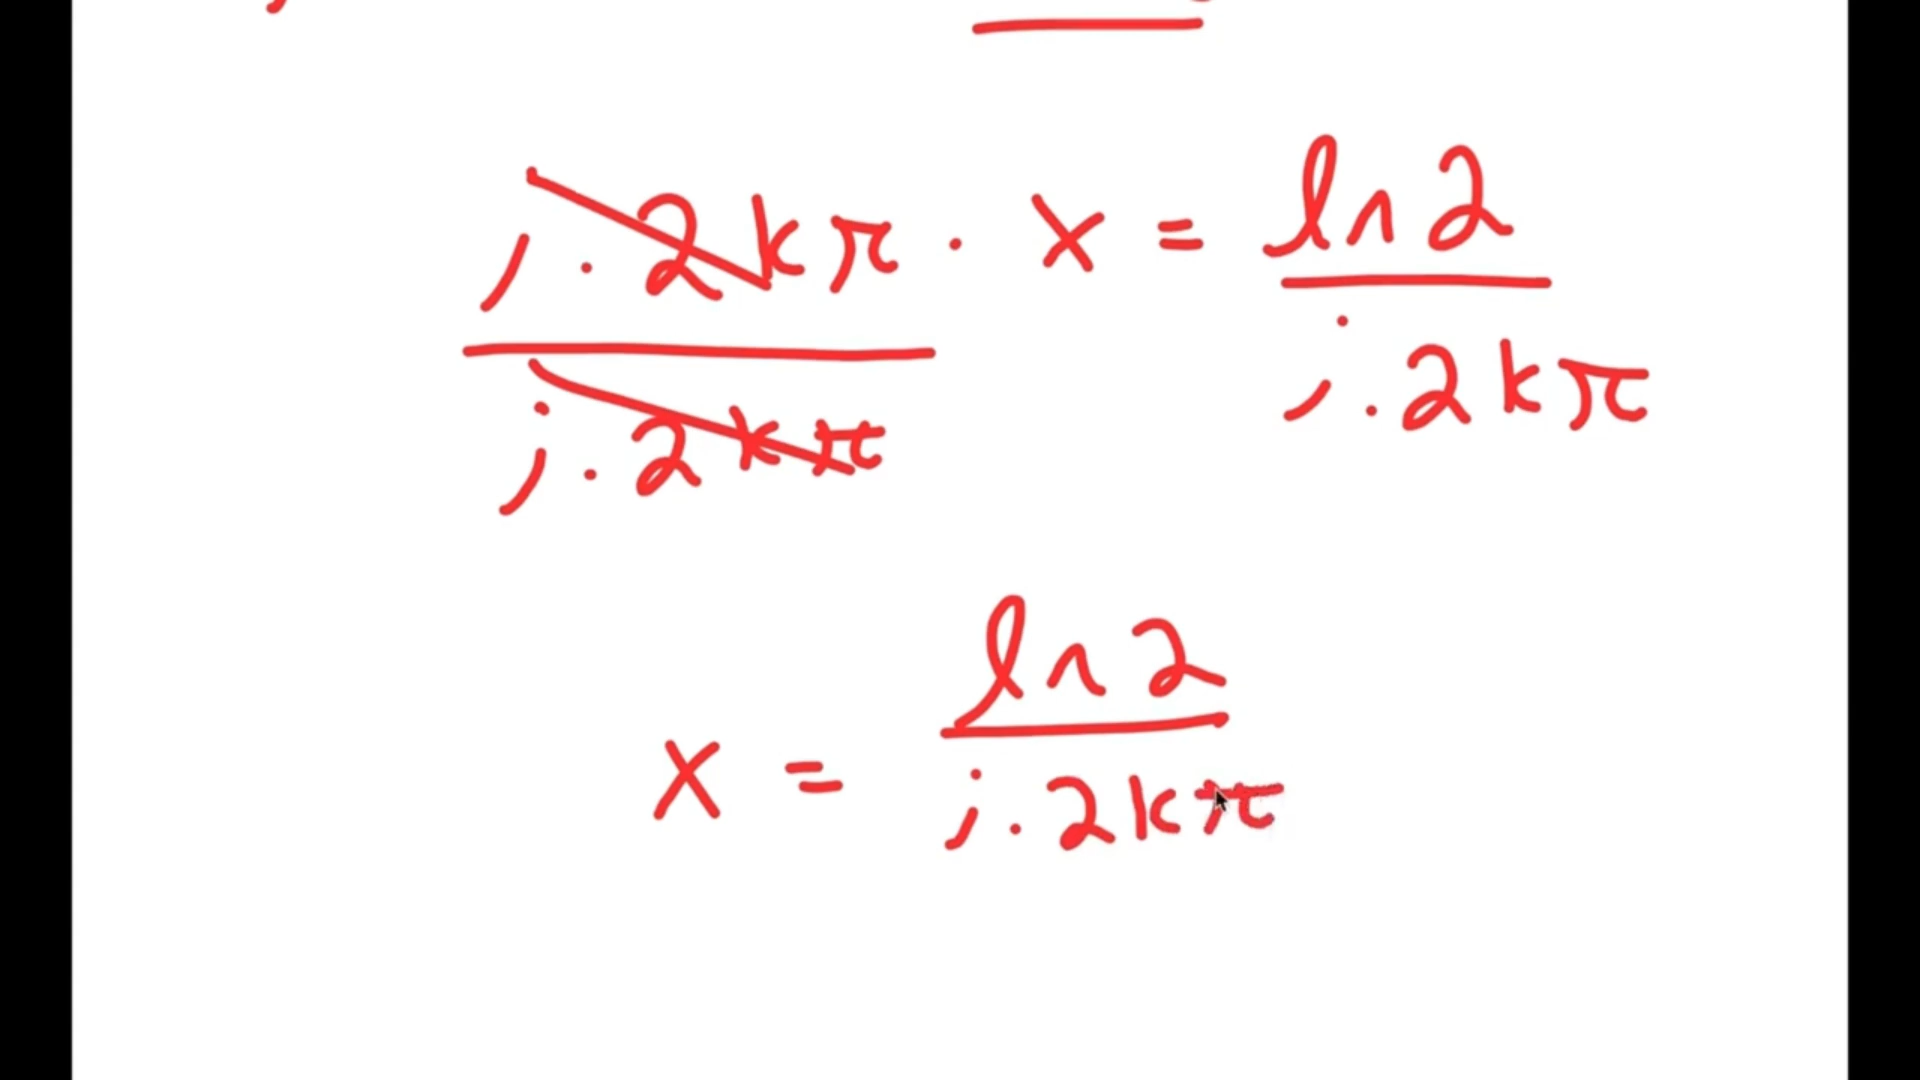 i · 2kπ · x = ln 2
i · 2kπ i · 2kπ
x = ln 2
i · 2kπ